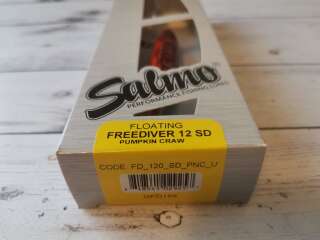 Salmo
PERFORMANCE FISHING LURES
FLOATING
FREEDIVER 12 SD
PUMPKIN CRAW
CODE: FD_120_SD_PNC_U